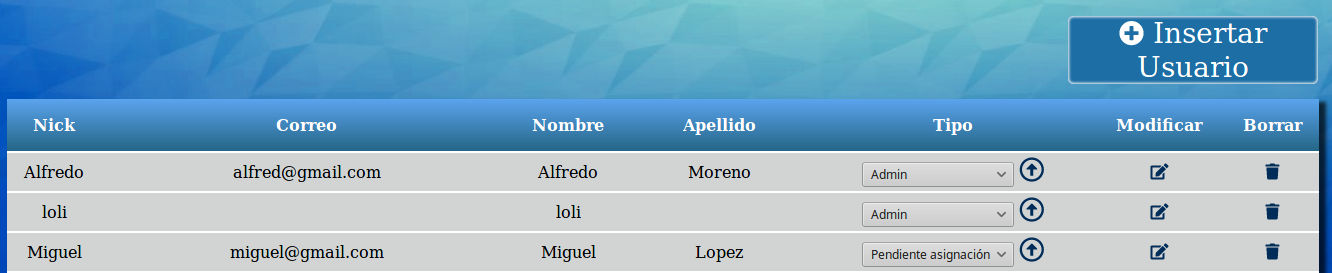 Insertar
Usuario
Nick Correo Nombre Apellido Tipo Modificar Borrar
Alfredo alfred@gmail.com Alfredo Moreno Admin
loli loli Admin
Miguel miguel@gmail.com Miguel Lopez Pendiente asignación